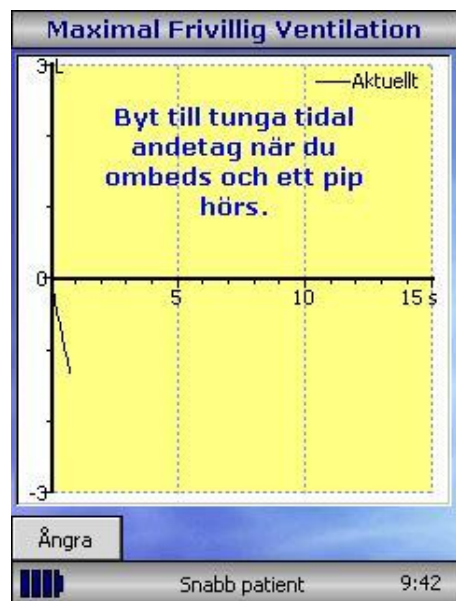 Maximal Frivillig Ventilation
3 L
Aktuellt
Byt till tunga tidal
andetag när du
ombeds och ett pip
hörs.
0
5 10 15 s
-3
Ångra
Snabb patient 9:42